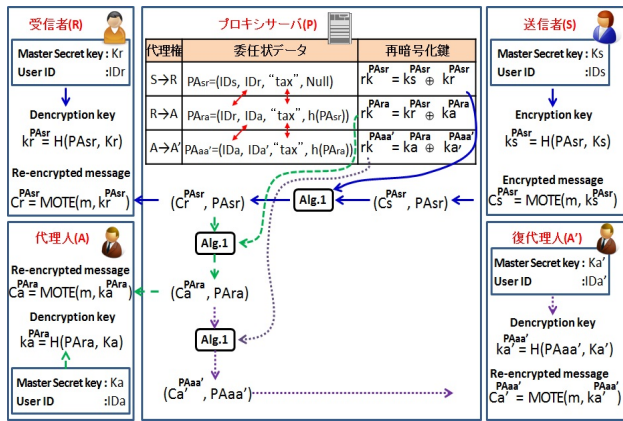 受信者(R)
Master Secret key : Kr
User ID :IDr
Dencryption key
kr^PAsr = H(PAsr, Kr)
Re-encrypted message
Cr^PAsr = MOTE(m, kr^PAsr)
プロキシサーバ(P)
代理権 委任状データ 再暗号化鍵
S→R PAsr=(IDs, IDr, “tax”, Null) rk^PAsr = ks^PAsr ⊕ kr^PAsr
R→A PAra=(IDr, IDa, “tax”, h(PAsr)) rk^PAra = kr^PAra ⊕ ka^PAra
A→A’ PAaa’=(IDa, IDa’,“tax”, h(PAra)) rk^PAaa’ = ka^PAaa’ ⊕ ka’^PAaa’
(Cr^PAsr, PAsr)
Alg.1
(Cs^PAsr, PAsr)
Alg.1
(Ca^PAra, PAra)
Alg.1
(Ca’^PAaa’, PAaa’)
送信者(S)
Master Secret key : Ks
User ID :IDs
Dencryption key
ks^PAsr = H(PAsr, Ks)
Encrypted message
Cs^PAsr = MOTE(m, ks^PAsr)
代理人(A)
Re-encrypted message
Ca^PAra = MOTE(m, ka^PAra)
Dencryption key
ka^PAra = H(PAra, Ka)
Master Secret key : Ka
User ID :IDa
復代理人(A’)
Master Secret key : Ka’
User ID :IDa’
Dencryption key
ka’^PAaa’ = H(PAaa’, Ka’)
Re-encrypted message
Ca’^PAaa’ = MOTE(m, ka’^PAaa’)